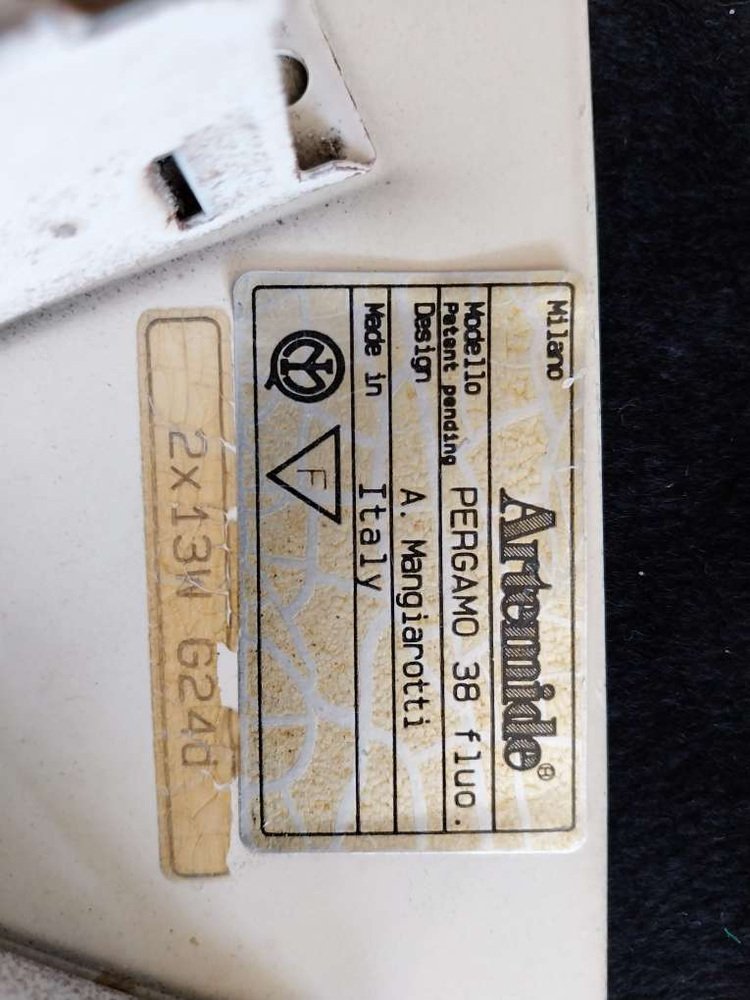 Artemide®
Milano
Modello PERGAMO 38 fluo.
Patent pending
Design A. Mangiarotti
Made in Italy
F
2x13W G24d